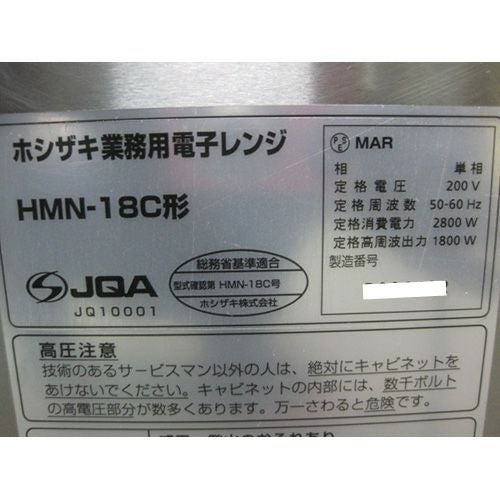 ホシザキ業務用電子レンジ
HMN-18C形
PSE MAR
相 単相
定格電圧 200 V
定格周波数 50-60 Hz
定格消費電力 2800 W
定格高周波出力 1800 W
製造番号
JQA
JQ10001
総務省基準適合
型式確認第 HMN-18C号
ホシザキ株式会社
高圧注意
技術のあるサービスマン以外の人は、絶対にキャビネットを
あけないでください。キャビネットの内部には、数千ボルト
の高電圧部分が数多くあります。万一さわると危険です。